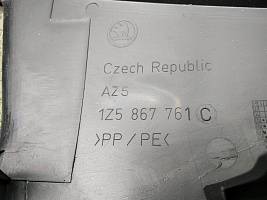 Czech Republic
AZ5
1Z5 867 761 C
>PP/PE<